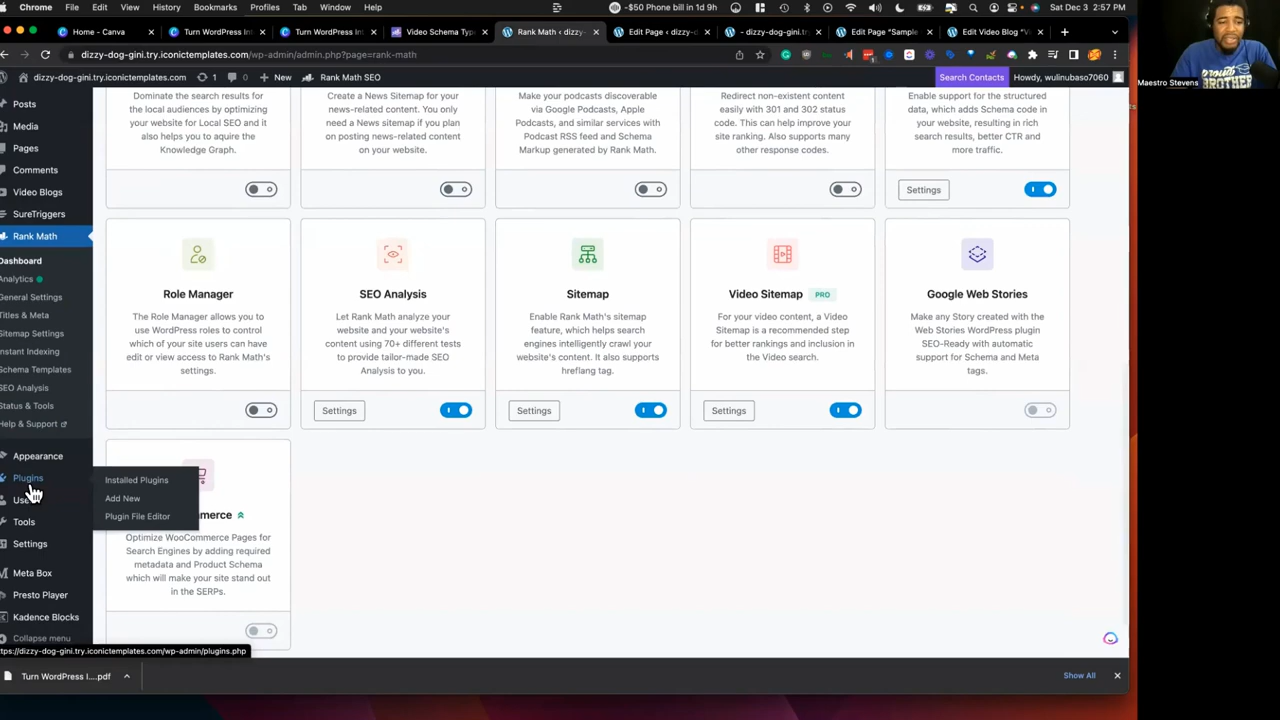 Chrome File Edit View History Bookmarks Profiles Tab Window Help -$50 Phone bill in 1d 9h Sat Dec 3 2:57 PM
Home - Canva
Turn WordPress In
Turn WordPress In
Video Schema Typ
Rank Math < dizzy-
Edit Page < dizzy-d
- dizzy-dog-gini.try
Edit Page "Sample
Edit Video Blog "Vi
dizzy-dog-gini.try.iconictemplates.com/wp-admin/admin.php?page=rank-math
dizzy-dog-gini.try.iconictemplates.com 1 0 New Rank Math SEO Search Contacts Howdy, wulinubaso7060
Maestro Stevens
Posts
Media
Pages
Comments
Video Blogs
SureTriggers
Rank Math
Dashboard
Analytics
General Settings
Titles & Meta
Sitemap Settings
Instant Indexing
Schema Templates
SEO Analysis
Status & Tools
Help & Support
Appearance
Plugins
Installed Plugins
Add New
Plugin File Editor
Tools
Settings
Meta Box
Presto Player
Kadence Blocks
Collapse menu
Dominate the search results for
the local audiences by optimizing
your website for Local SEO and it
also helps you to aquire the
Knowledge Graph.
Create a News Sitemap for your
news-related content. You only
need a News sitemap if you plan
on posting news-related content
on your website.
Make your podcasts discoverable
via Google Podcasts, Apple
Podcasts, and similar services with
Podcast RSS feed and Schema
Markup generated by Rank Math.
Redirect non-existent content
easily with 301 and 302 status
code. This can help improve your
site ranking. Also supports many
other response codes.
Enable support for the structured
data, which adds Schema code in
your website, resulting in rich
search results, better CTR and
more traffic.
Settings
Role Manager
The Role Manager allows you to
use WordPress roles to control
which of your site users can have
edit or view access to Rank Math's
settings.
SEO Analysis
Let Rank Math analyze your
website and your website's
content using 70+ different tests
to provide tailor-made SEO
Analysis to you.
Settings
Sitemap
Enable Rank Math's sitemap
feature, which helps search
engines intelligently crawl your
website's content. It also supports
hreflang tag.
Settings
Video Sitemap PRO
For your video content, a Video
Sitemap is a recommended step
for better rankings and inclusion in
the Video search.
Settings
Google Web Stories
Make any Story created with the
Web Stories WordPress plugin
SEO-Ready with automatic
support for Schema and Meta
tags.
merce
Optimize WooCommerce Pages for
Search Engines by adding required
metadata and Product Schema
which will make your site stand out
in the SERPs.
ttps://dizzy-dog-gini.try.iconictemplates.com/wp-admin/plugins.php
Turn WordPress I....pdf
Show All